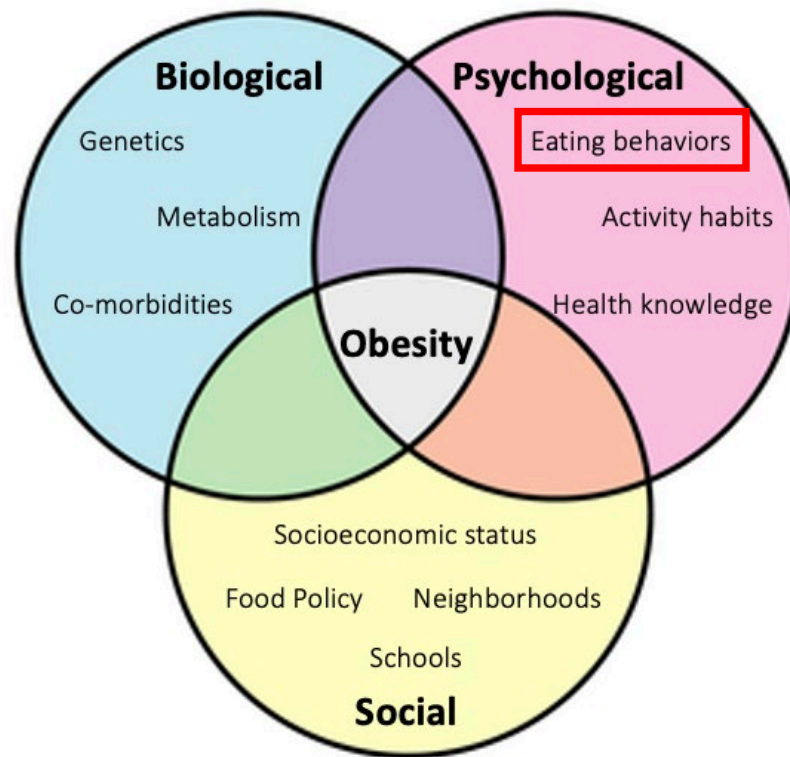 Biological
Psychological
Genetics
Eating behaviors
Metabolism
Activity habits
Co-morbidities
Health knowledge
Obesity
Socioeconomic status
Food Policy
Neighborhoods
Schools
Social